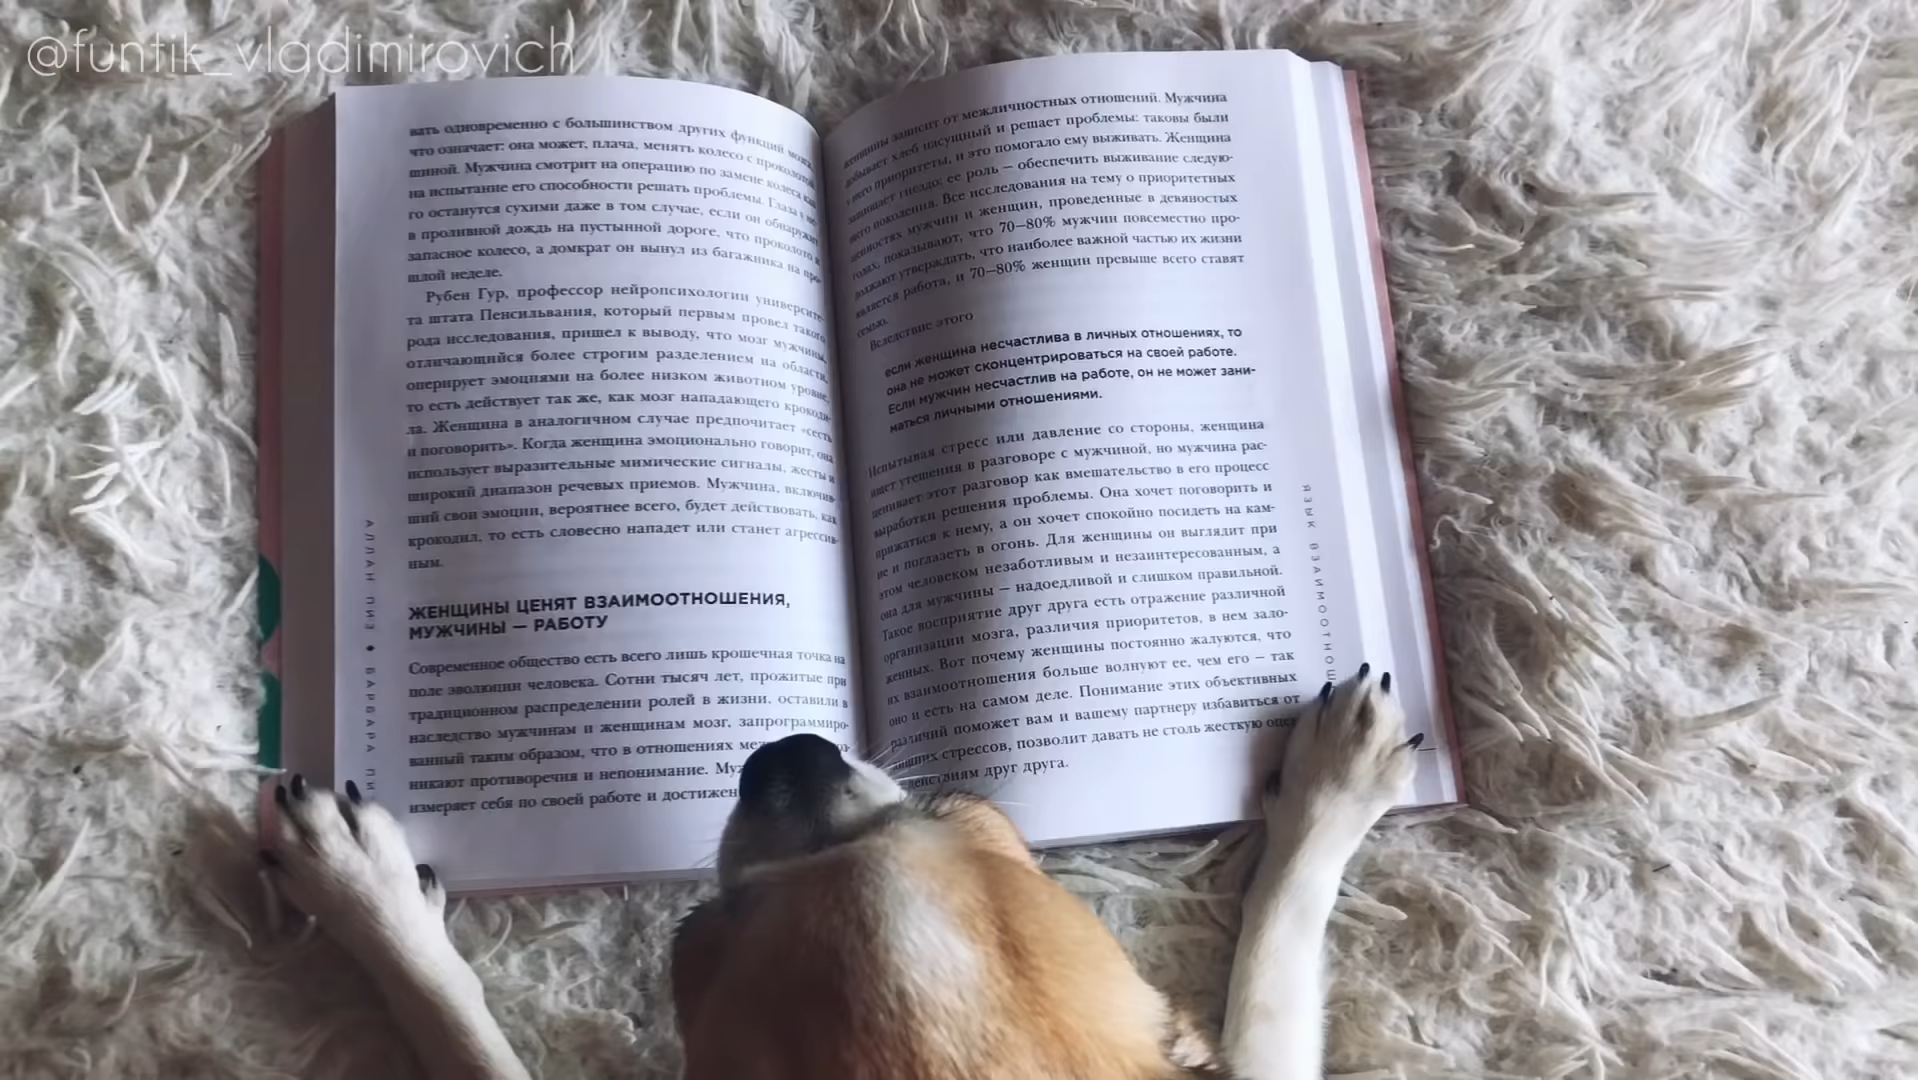 @funtik_vladimirovich
вать одновременно с большинством других функций мозга,
что означает: она может, плача, менять колесо с проколотой
шиной. Мужчина смотрит на операцию по замене колеса как
на испытание его способности решать проблемы. Глаза у не-
го останутся сухими даже в том случае, если он обнаружит
в проливной дождь на пустынной дороге, что проколото и
запасное колесо, а домкрат он вынул из багажника на про-
шлой неделе.
Рубен Гур, профессор нейропсихологии университе-
та штата Пенсильвания, который первым провел такого
рода исследования, пришел к выводу, что мозг мужчины,
отличающийся более строгим разделением на области,
оперирует эмоциями на более низком животном уровне,
то есть действует так же, как мозг нападающего крокоди-
ла. Женщина в аналогичном случае предпочитает «сесть
и поговорить». Когда женщина эмоционально говорит, она
использует выразительные мимические сигналы, жесты и
широкий диапазон речевых приемов. Мужчина, включив-
ший свои эмоции, вероятнее всего, будет действовать, как
крокодил, то есть словесно нападет или станет агрессив-
ным.
ЖЕНЩИНЫ ЦЕНЯТ ВЗАИМООТНОШЕНИЯ,
МУЖЧИНЫ — РАБОТУ
Современное общество есть всего лишь крошечная точка на
поле эволюции человека. Сотни тысяч лет, прожитые при
традиционном распределении ролей в жизни, оставили в
наследство мужчинам и женщинам мозг, запрограммиро-
ванный таким образом, что в отношениях
никают противоречия и непонимание.
измеряет себя по своей работе и
АЛЛАН ПИЗ ♦ БАРБАРА
женщины зависит от межличностных отношений. Мужчина
добывает хлеб насущный и решает проблемы: таковы были
его приоритеты, и это помогало ему выживать. Женщина
защищает гнездо: ее роль — обеспечить выживание следую-
щего поколения. Все исследования на тему о приоритетных
ценностях мужчин и женщин, проведенные в девяностых
годах, показывают, что 70–80% мужчин повсеместно про-
должают утверждать, что наиболее важной частью их жизни
является работа, и 70–80% женщин превыше всего ставят
семью.
Вследствие этого
если женщина несчастлива в личных отношениях, то
она не может сконцентрироваться на своей работе.
Если мужчин несчастлив на работе, он не может зани-
маться личными отношениями.
Испытывая стресс или давление со стороны, женщина
ищет утешения в разговоре с мужчиной, но мужчина рас-
ценивает этот разговор как вмешательство в его процесс
выработки решения проблемы. Она хочет поговорить и
прижаться к нему, а он хочет спокойно посидеть на кам-
не и поглазеть в огонь. Для женщины он выглядит при
этом человеком незаботливым и незаинтересованным, а
она для мужчины — надоедливой и слишком правильной.
Такое восприятие друг друга есть отражение различной
организации мозга, различия приоритетов, в нем зало-
женных. Вот почему женщины постоянно жалуются, что
их взаимоотношения больше волнуют ее, чем его — так
оно и есть на самом деле. Понимание этих объективных
различий поможет вам и вашему партнеру избавиться от
лишних стрессов, позволит давать не столь жесткую
действиям друг друга.
ЯЗЫК